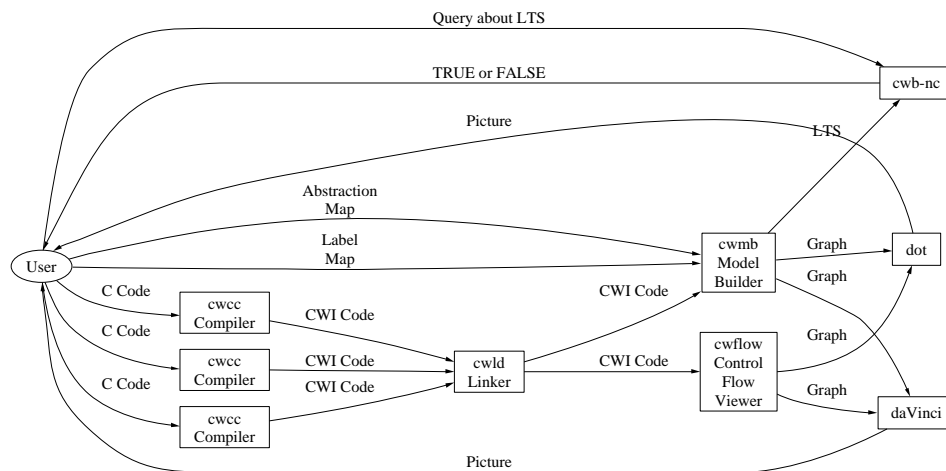 Query about LTS
TRUE or FALSE
cwb-nc
Picture
LTS
Abstraction
Map
Label
Map
User
cwmb
Model
Builder
Graph
Graph
dot
C Code
cwcc
Compiler
CWI Code
CWI Code
C Code
cwcc
Compiler
CWI Code
CWI Code
cwld
Linker
CWI Code
cwflow
Control
Flow
Viewer
Graph
Graph
C Code
cwcc
Compiler
daVinci
Picture